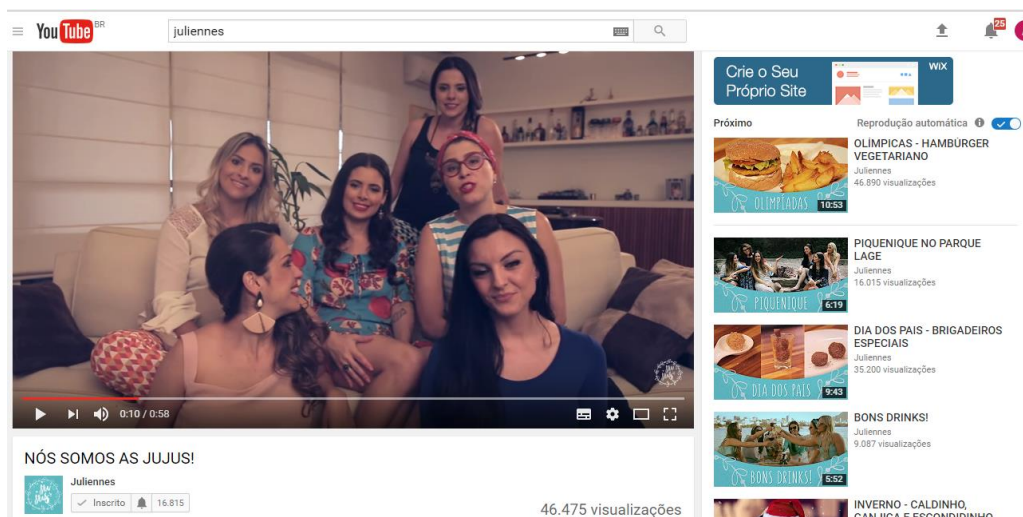 YouTube BR
juliennes
25
0:10 / 0:58
NÓS SOMOS AS JUJUS!
Juliennes
Inscrito 16.815
46.475 visualizações
Crie o Seu
Próprio Site
WiX
Próximo
Reprodução automática
OLÍMPICAS - HAMBÚRGER
VEGETARIANO
Juliennes
46.890 visualizações
OLIMPÍADAS 10:53
PIQUENIQUE NO PARQUE
LAGE
Juliennes
16.015 visualizações
PIQUENIQUE 6:19
DIA DOS PAIS - BRIGADEIROS
ESPECIAIS
Juliennes
35.200 visualizações
DIA DOS PAIS 9:43
BONS DRINKS!
Juliennes
9.087 visualizações
BONS DRINKS! 5:52
INVERNO - CALDINHO,
CANJICA E ESCONDIDINHO